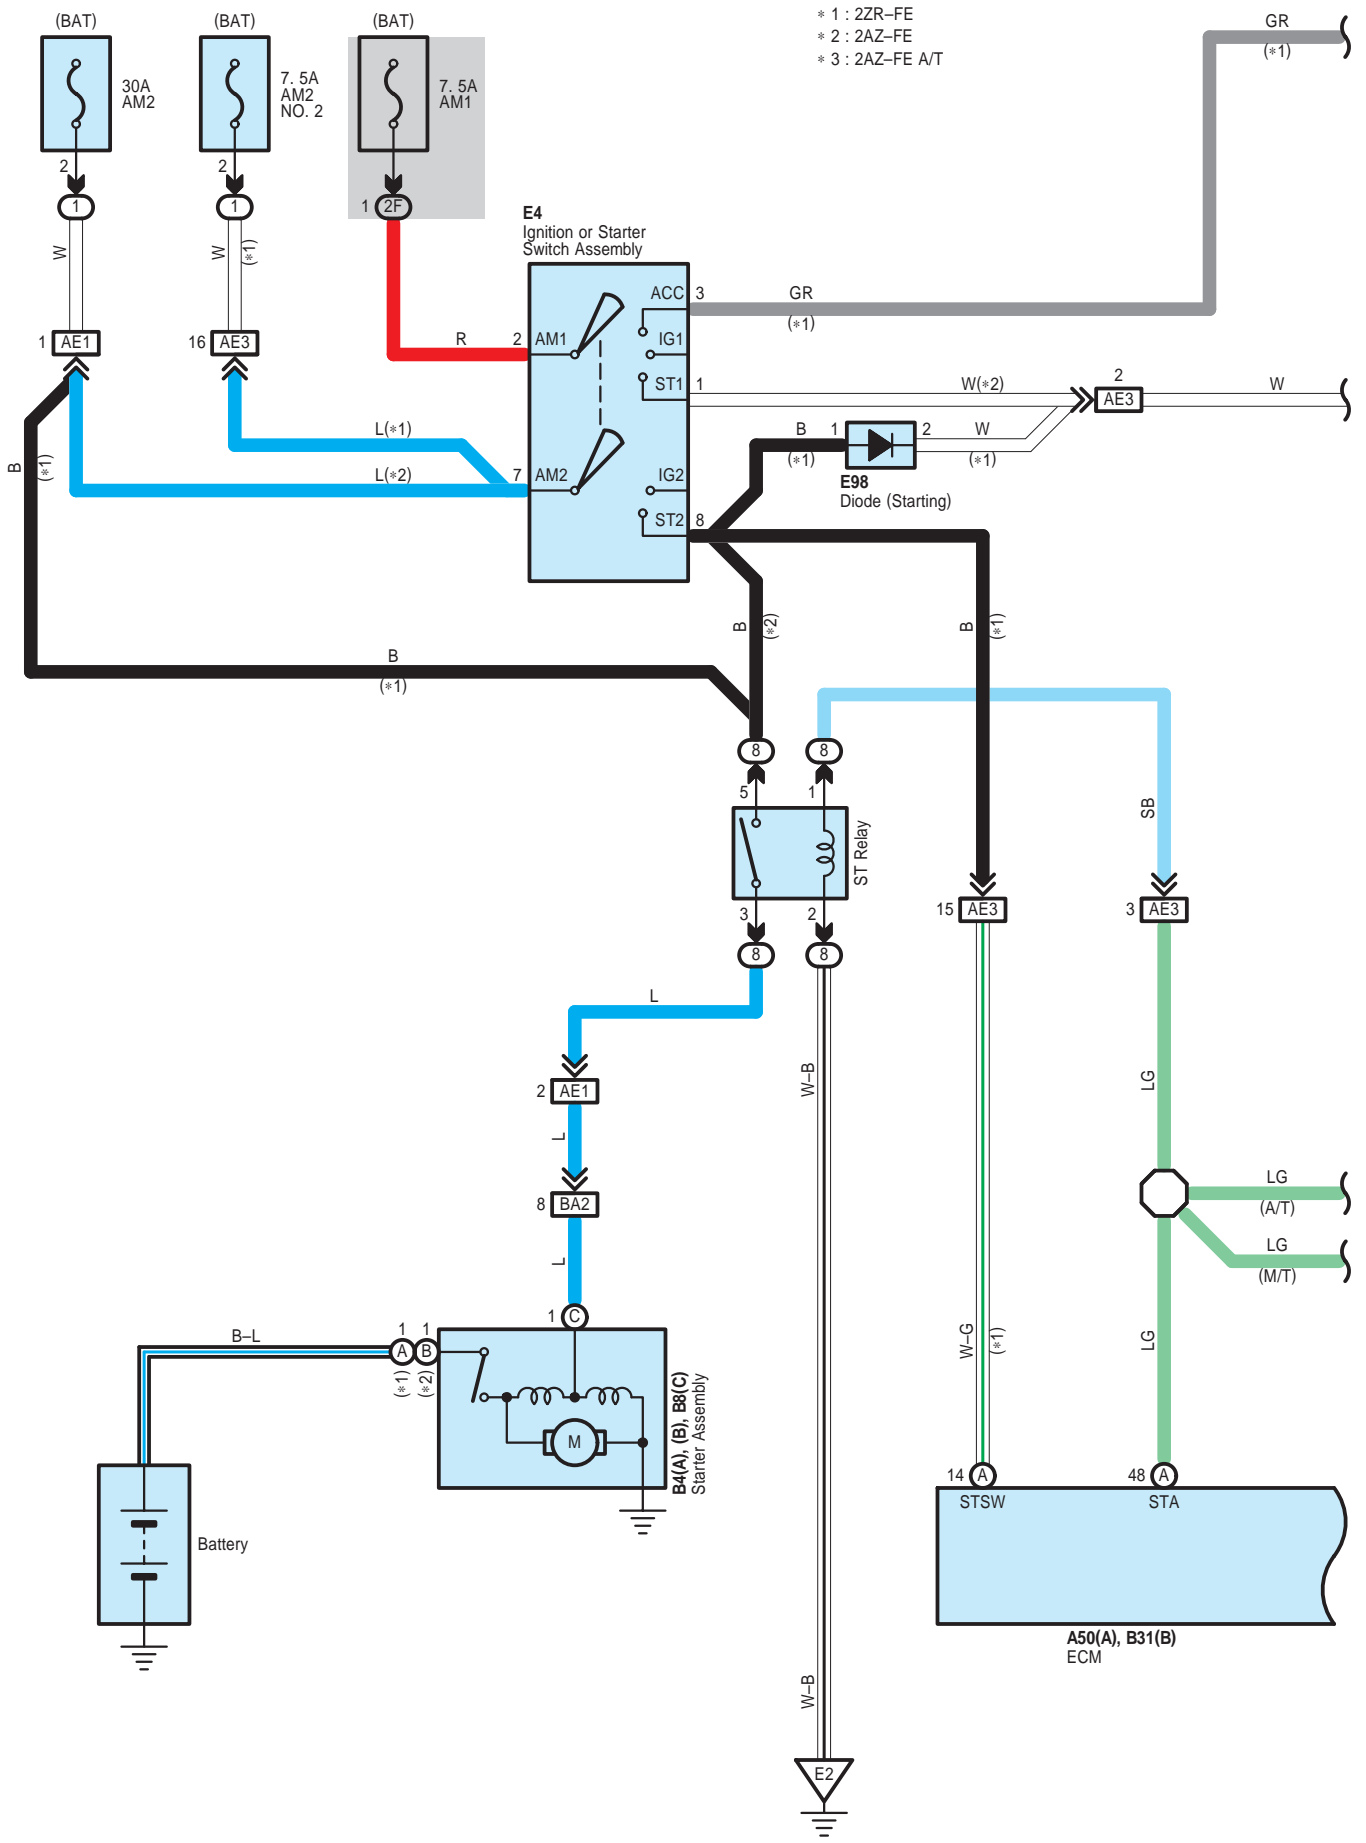 ∗ 1 : 2ZR–FE
∗ 2 : 2AZ–FE
∗ 3 : 2AZ–FE A/T
(BAT)
(BAT)
(BAT)
GR
(∗1)
30A
AM2
7. 5A
AM2
NO. 2
7. 5A
AM1
2
2
1
1
1 2F
W
W
(∗1)
E4
Ignition or Starter
Switch Assembly
1 AE1
16 AE3
R
2 AM1
ACC 3
GR
(∗1)
IG1
ST1 1
W(∗2)
2
AE3
W
L(∗1)
L(∗2)
7 AM2
IG2
ST2 8
B
(∗1)
1
2
W
(∗1)
E98
Diode (Starting)
B
(∗1)
B
(∗1)
B
(∗2)
B
(∗1)
8
8
5
1
ST Relay
SB
3
2
8
8
15 AE3
3 AE3
L
2 AE1
L
8 BA2
L
W–B
LG
LG
(A/T)
LG
(M/T)
1 C
B–L
1
1
A
B
(∗1)
(∗2)
M
B4(A), (B), B8(C)
Starter Assembly
W–G
(∗1)
LG
14 A
STSW
48 A
STA
Battery
A50(A), B31(B)
ECM
W–B
E2